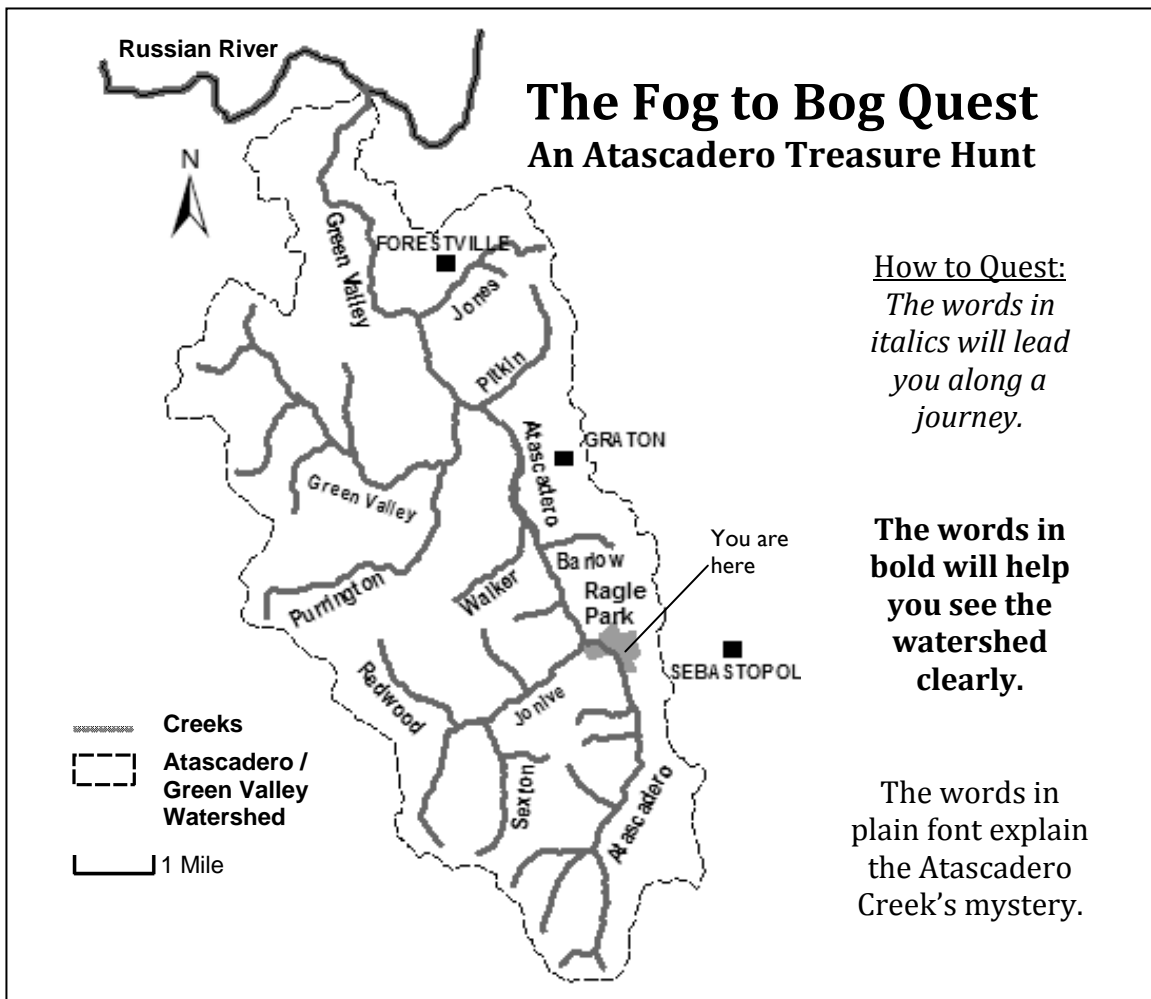 Russian River
The Fog to Bog Quest
An Atascadero Treasure Hunt
N
Green Valley
FORESTVILLE
Jones
Pitkin
How to Quest:
The words in
italics will lead
you along a
journey.
Atascadero
GRATON
Green Valley
The words in
bold will help
you see the
watershed
clearly.
You are
here
Barlow
Ragle
Park
Walker
Purrington
SEBASTOPOL
Redwood
Jonive
Sexton
Atascadero
Creeks
Atascadero /
Green Valley
Watershed
1 Mile
The words in
plain font explain
the Atascadero
Creek's mystery.